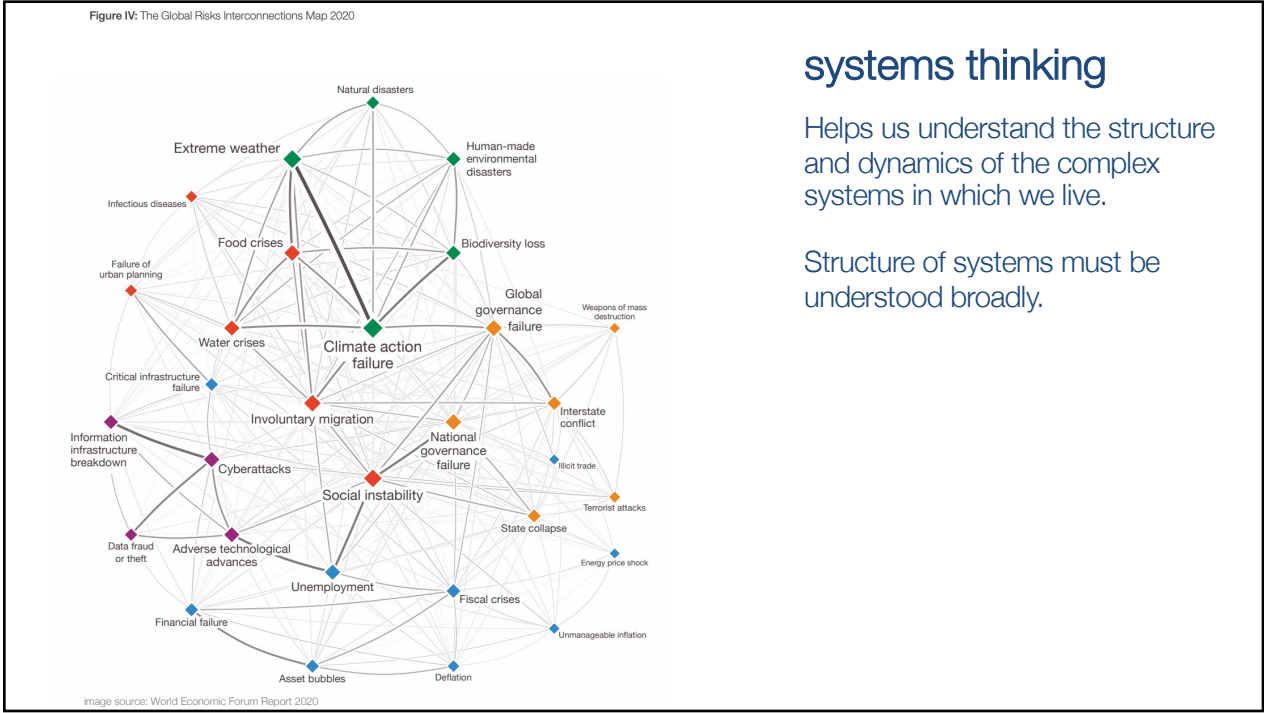 Figure IV: The Global Risks Interconnections Map 2020
systems thinking
Helps us understand the structure
and dynamics of the complex
systems in which we live.
Structure of systems must be
understood broadly.
Natural disasters
Extreme weather
Human-made
environmental
disasters
Infectious diseases
Food crises
Biodiversity loss
Failure of
urban planning
Global
governance
failure
Weapons of mass
destruction
Water crises
Climate action
failure
Critical infrastructure
failure
Involuntary migration
Interstate
conflict
Information
infrastructure
breakdown
National
governance
failure
Cyberattacks
Illicit trade
Social instability
Terrorist attacks
State collapse
Data fraud
or theft
Adverse technological
advances
Energy price shock
Unemployment
Fiscal crises
Financial failure
Unmanageable inflation
Asset bubbles
Deflation
image source: World Economic Forum Report 2020